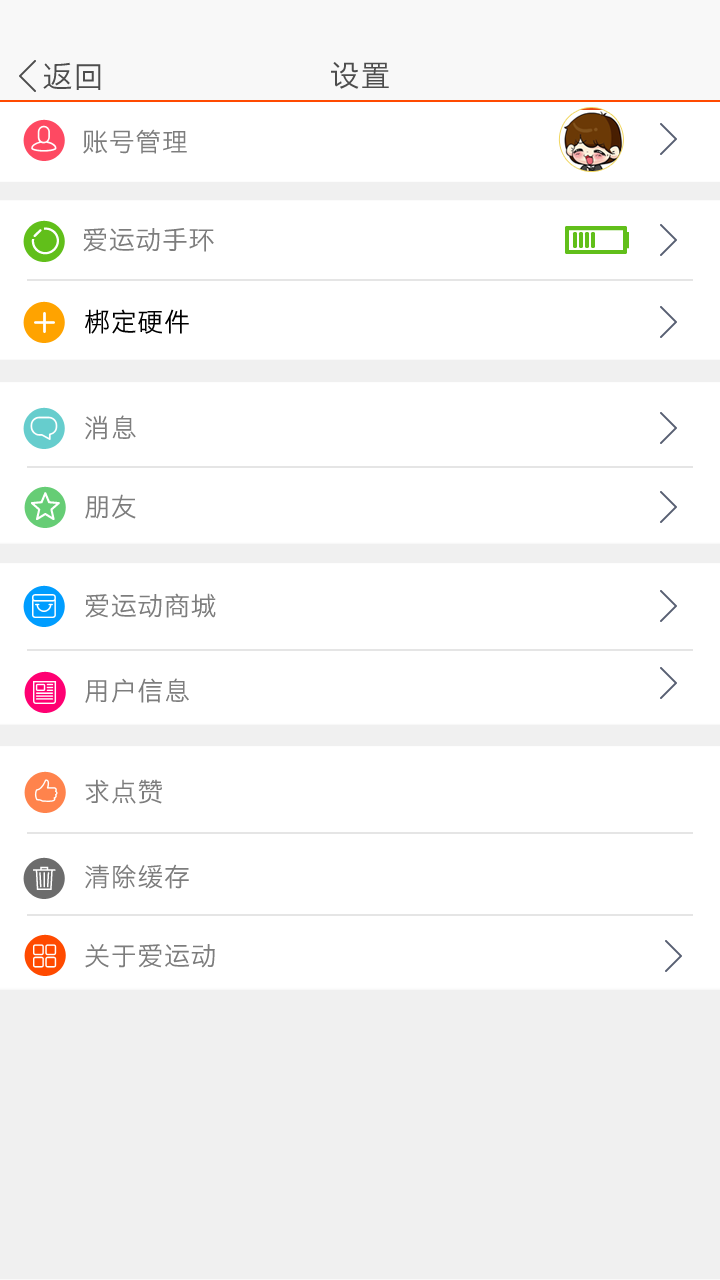 返回
设置
账号管理
爱运动手环
绑定硬件
消息
朋友
爱运动商城
用户信息
求点赞
清除缓存
关于爱运动